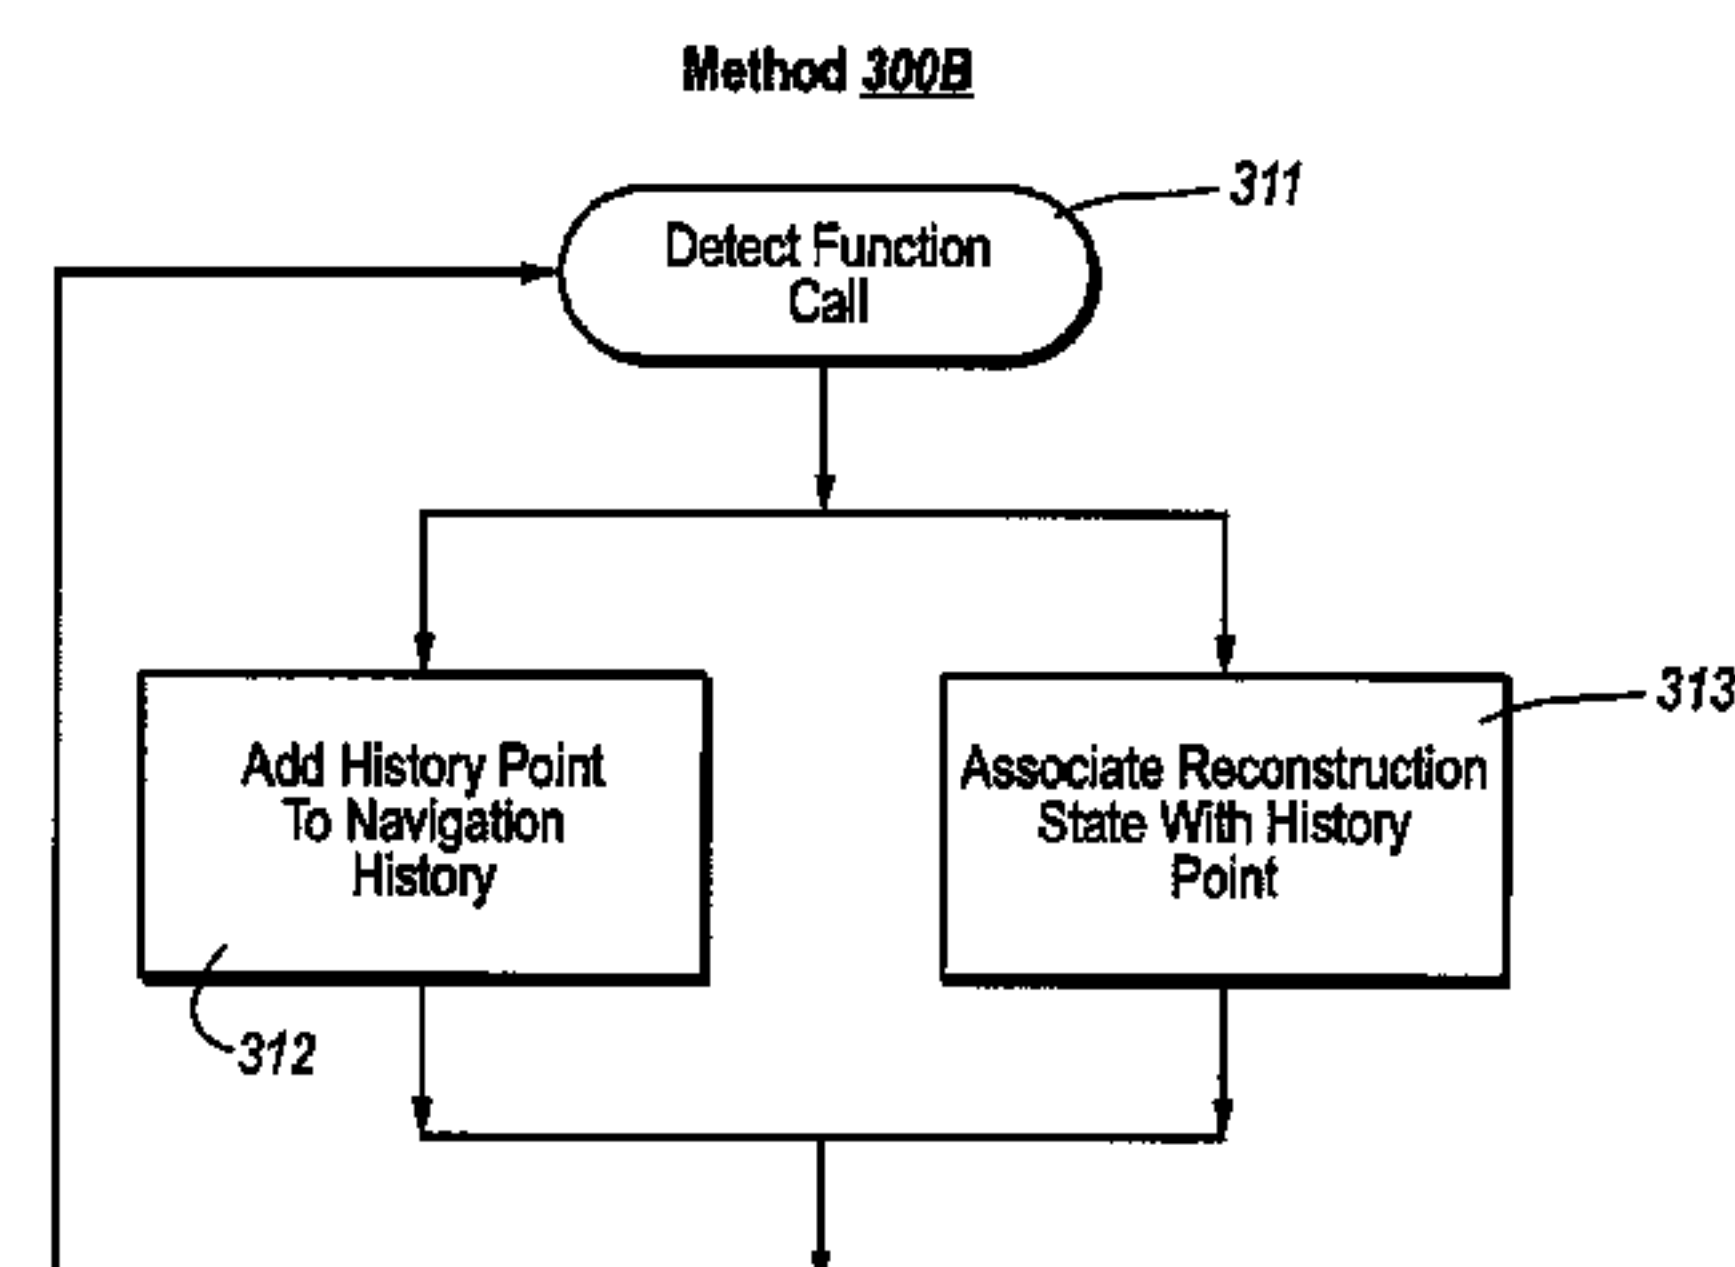 Method 300B
311
Detect Function
Call
313
Add History Point
To Navigation
History
Associate Reconstruction
State With History
Point
312